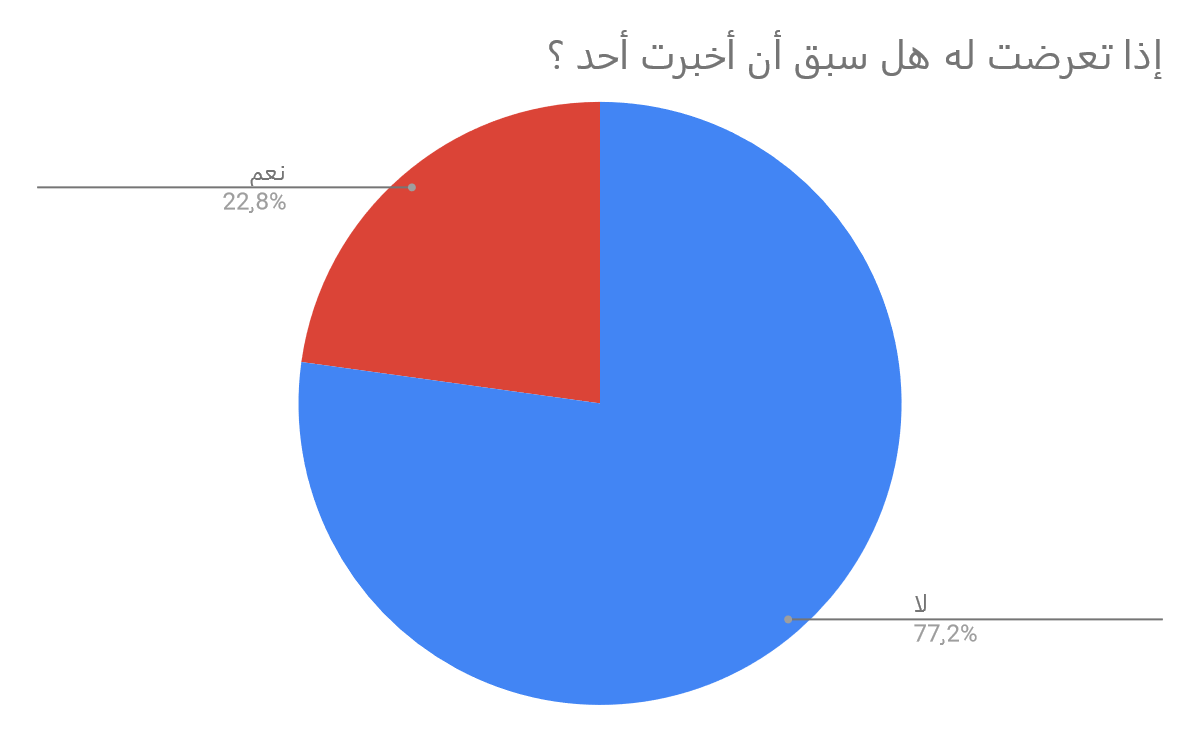 إذا تعرضت له هل سبق أن أخبرت أحد ؟
نعم
22,8%
لا
77,2%